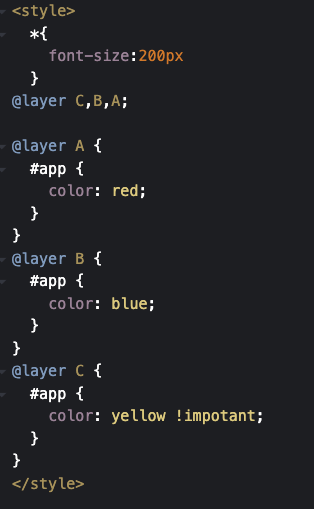 <style>
*{
font-size:200px
}
@layer C,B,A;
@layer A {
#app {
color: red;
}
}
@layer B {
#app {
color: blue;
}
}
@layer C {
#app {
color: yellow !impotant;
}
}
</style>